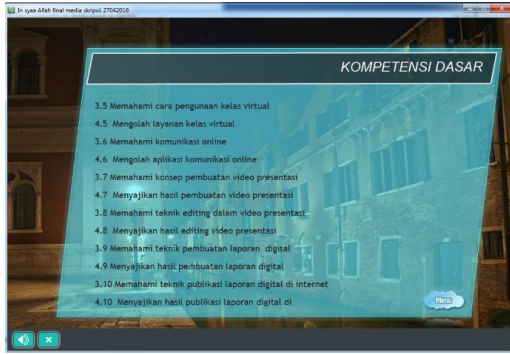 In syaa Allah final media skripsii 27042018
KOMPETENSI DASAR
3.5 Memahami cara pengunaan kelas virtual
4.5 Mengolah layanan kelas virtual
3.6 Memahami komunikasi online
4.6 Mengolah aplikasi komunikasi online
3.7 Memahami konsep pembuatan video presentasi
4.7 Menyajikan hasil pembuatan video presentasi
3.8 Memahami teknik editing dalam video presentasi
4.8 Menyajikan hasil editing video presentasi
3.9 Memahami teknik pembuatan laporan digital
4.9 Menyajikan hasil pembuatan laporan digital
3.10 Memahami teknik publikasi laporan digital di internet
4.10 Menyajikan hasil publikasi laporan digital di
Menu